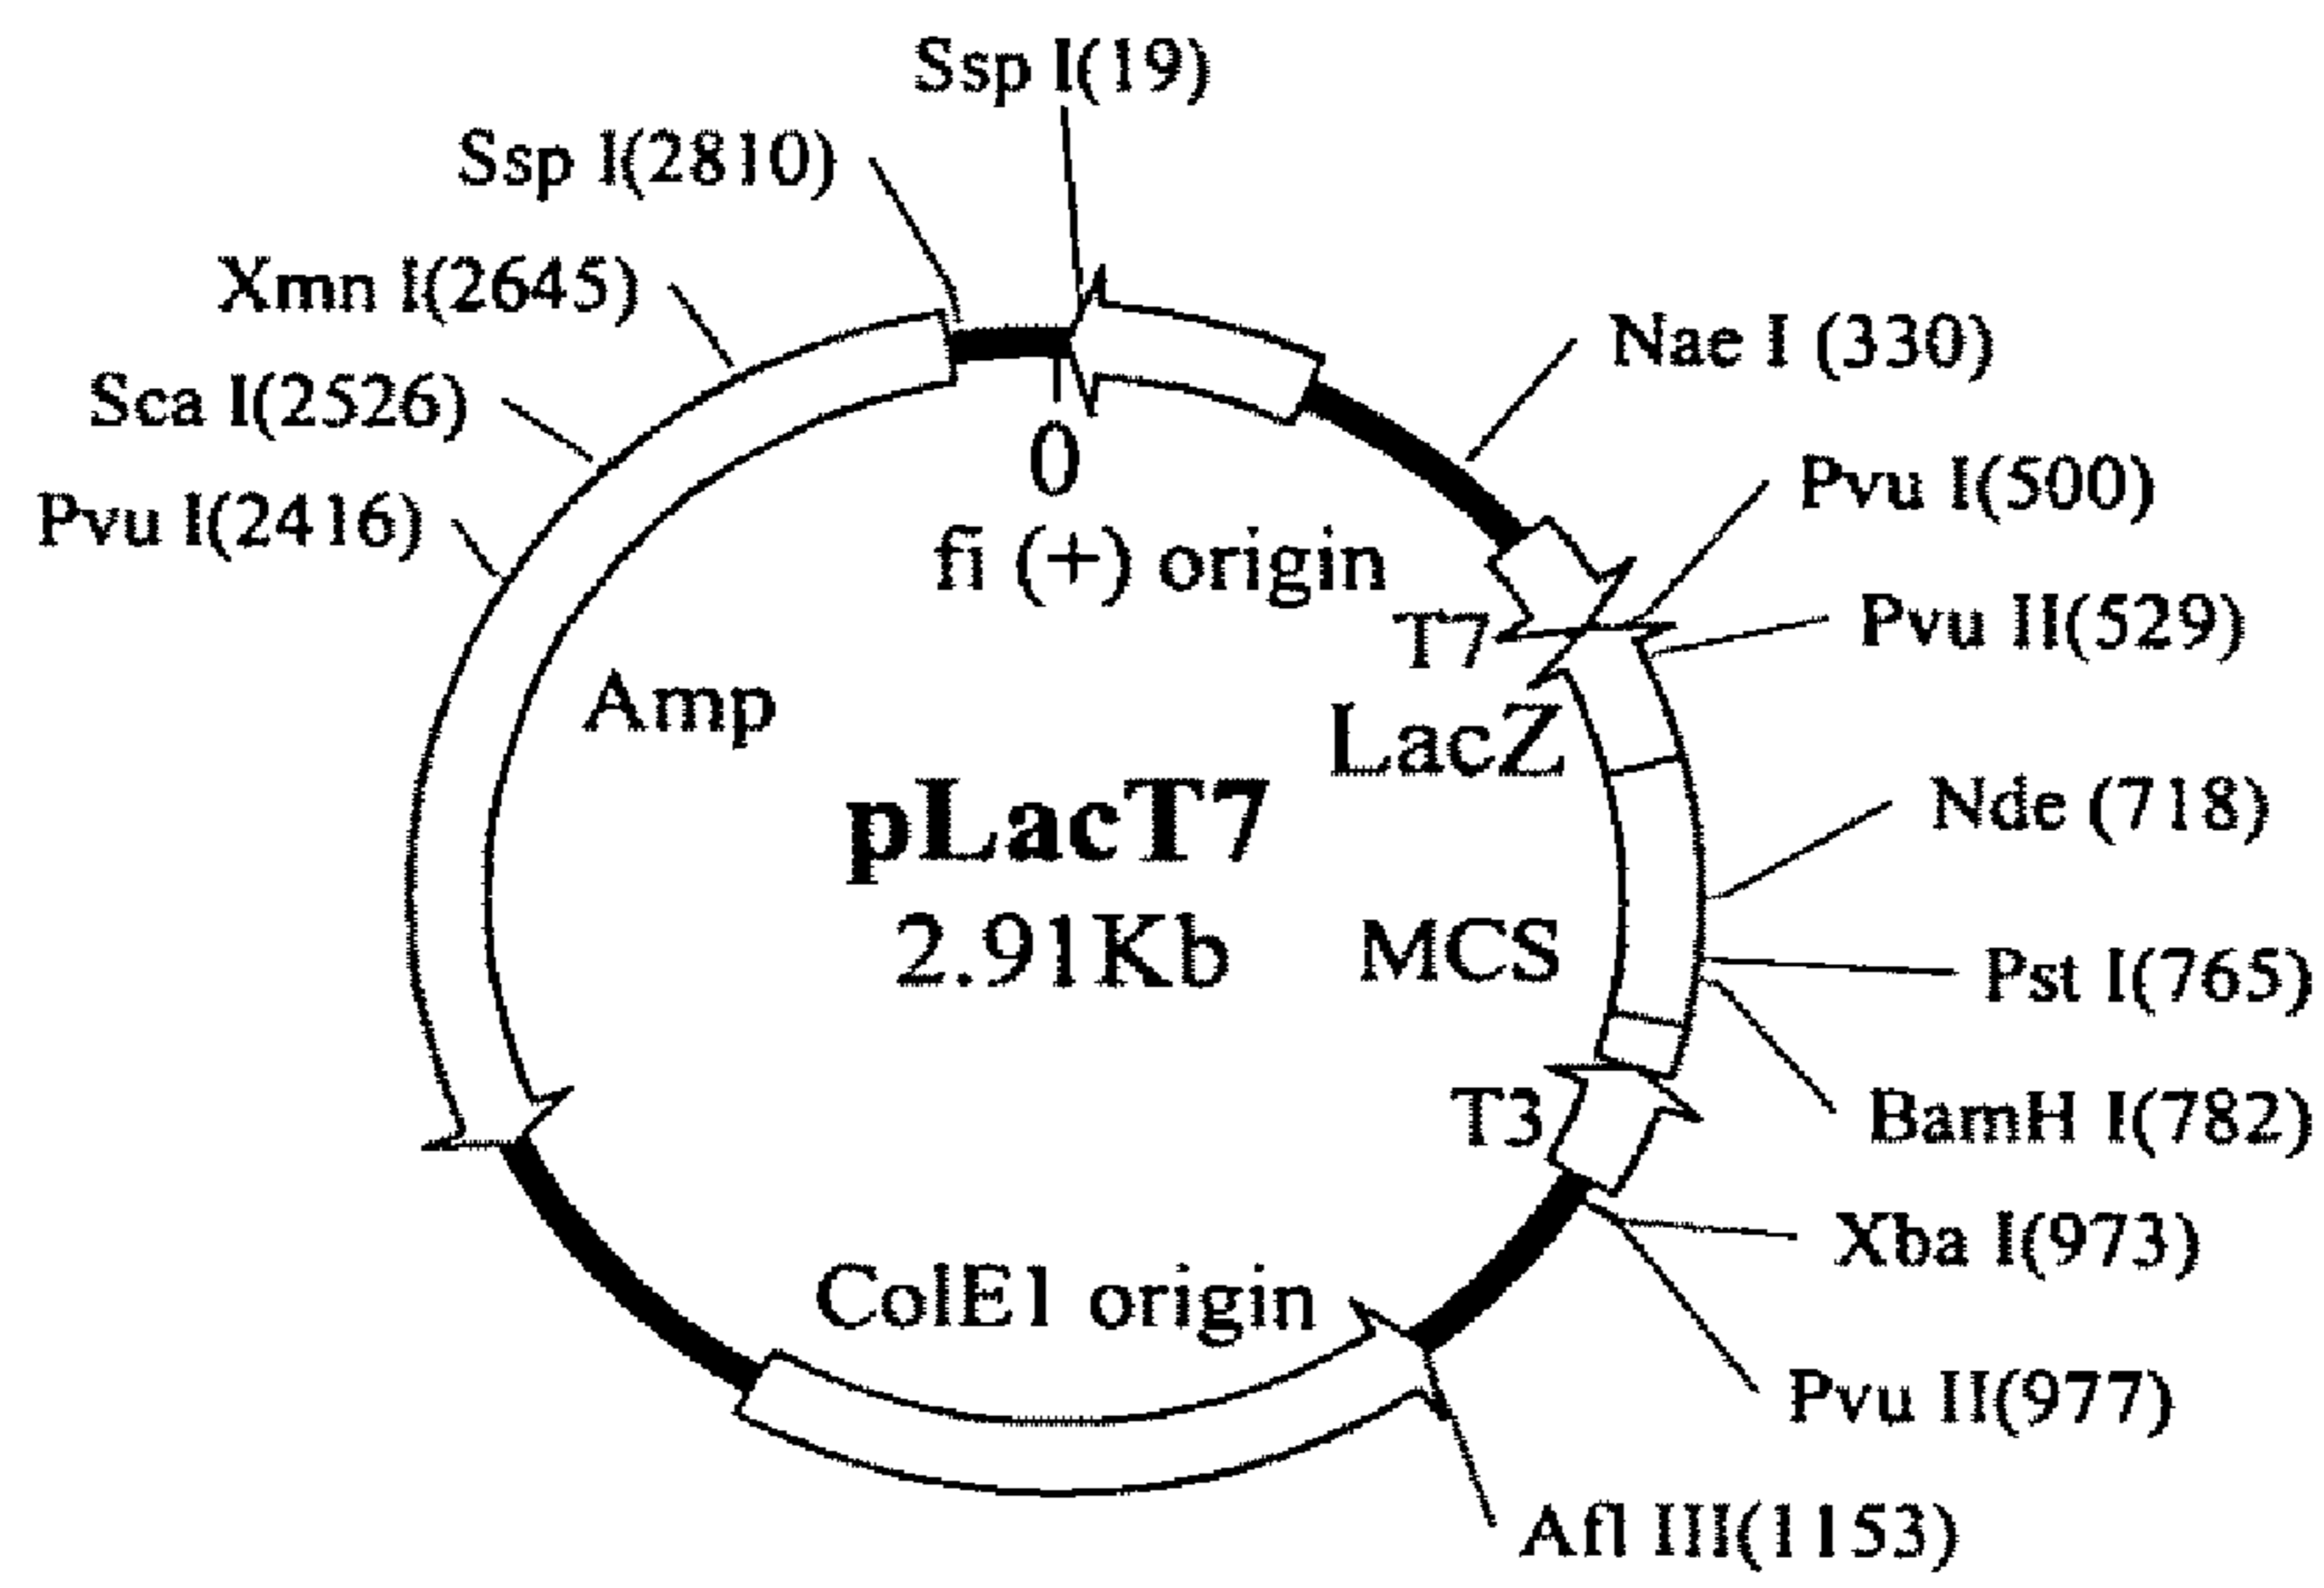 Ssp I(19)
Ssp I(2810)
Xmn I(2645)
Sca I(2526)
Pvu I(2416)
Nae I (330)
Pvu I(500)
Pvu II(529)
Nde (718)
Pst I(765)
BamH I(782)
Xba I(973)
Pvu II(977)
Afl III(1153)
0
fi (+) origin
T7
LacZ
Amp
pLacT7
2.91Kb
MCS
T3
ColE1 origin